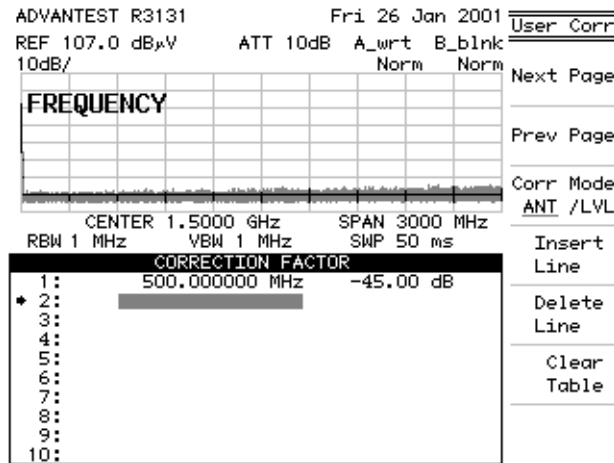 ADVANTEST R3131 Fri 26 Jan 2001
REF 107.0 dBμV ATT 10dB A_wrt B_blnk
10dB/ Norm Norm
FREQUENCY
CENTER 1.5000 GHz SPAN 3000 MHz
RBW 1 MHz VBW 1 MHz SWP 50 ms
CORRECTION FACTOR
1: 500.000000 MHz -45.00 dB
2:
3:
4:
5:
6:
7:
8:
9:
10:
User Corr
Next Page
Prev Page
Corr Mode
ANT /LVL
Insert
Line
Delete
Line
Clear
Table